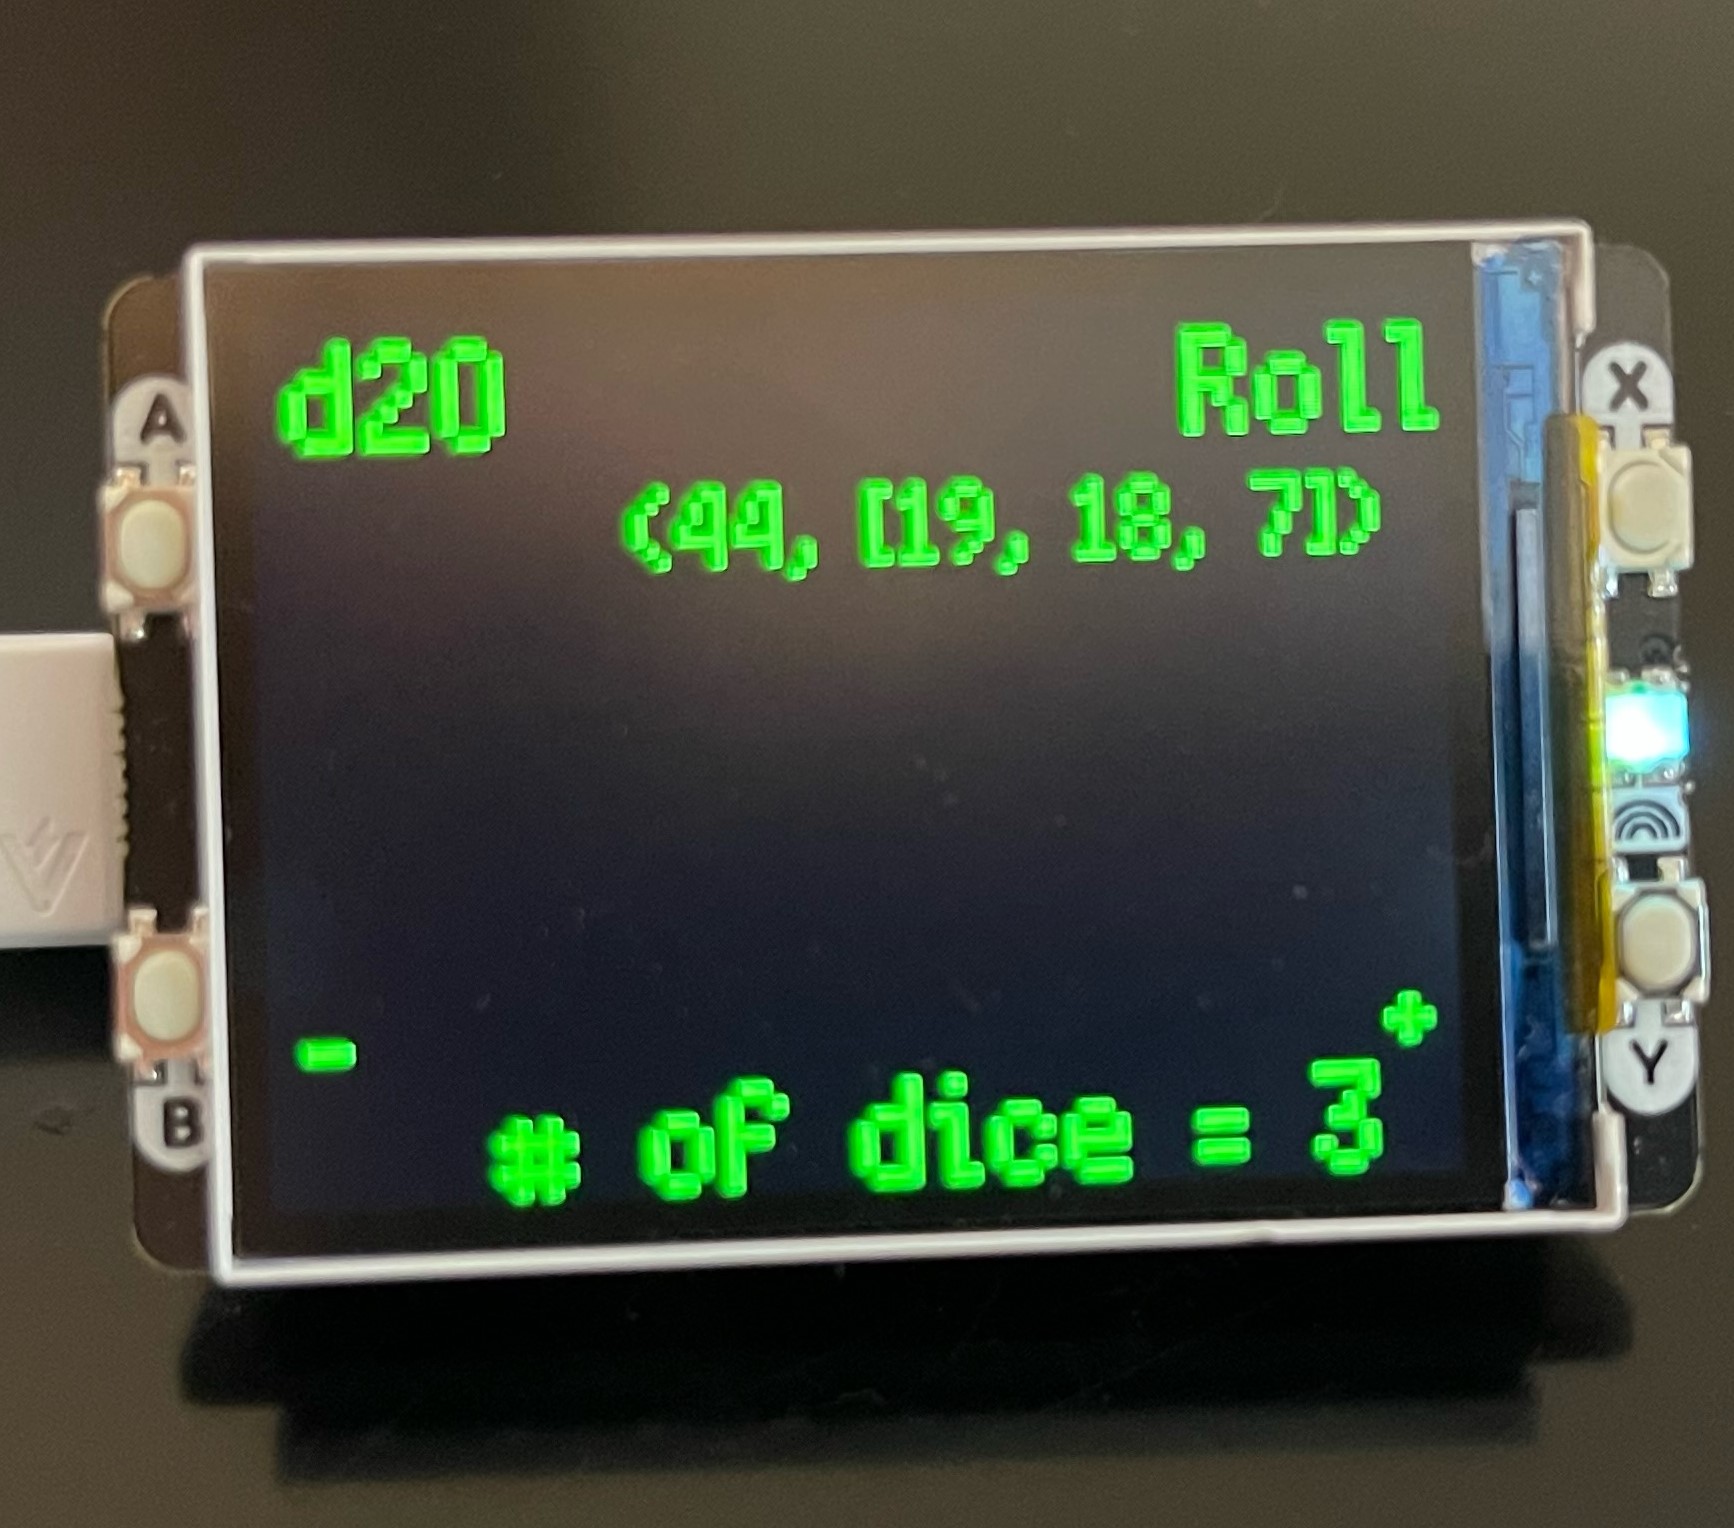 A
X
d20 Roll
(44, [19, 18, 7])
- +
# of dice = 3
B
Y